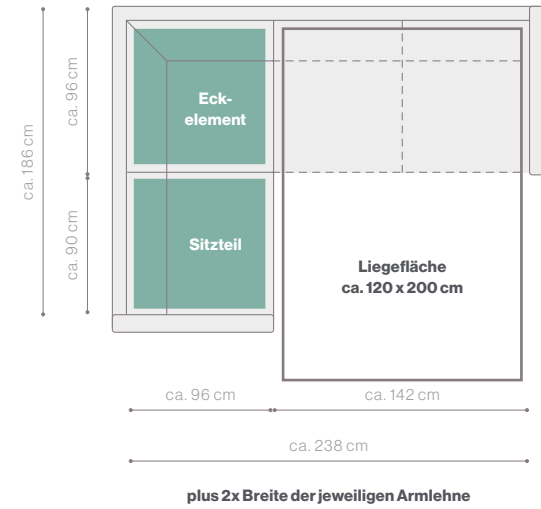 ca. 186 cm
ca. 96 cm
ca. 90 cm
Eck-
element
Sitzteil
Liegefläche
ca. 120 x 200 cm
ca. 96 cm
ca. 142 cm
ca. 238 cm
plus 2x Breite der jeweiligen Armlehne